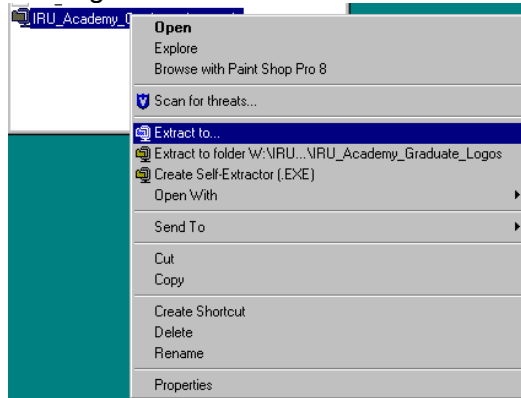 IRU_Academy_
Open
Explore
Browse with Paint Shop Pro 8
Scan for threats...
Extract to...
Extract to folder W:\IRU...\IRU_Academy_Graduate_Logos
Create Self-Extractor (.EXE)
Open With
Send To
Cut
Copy
Create Shortcut
Delete
Rename
Properties